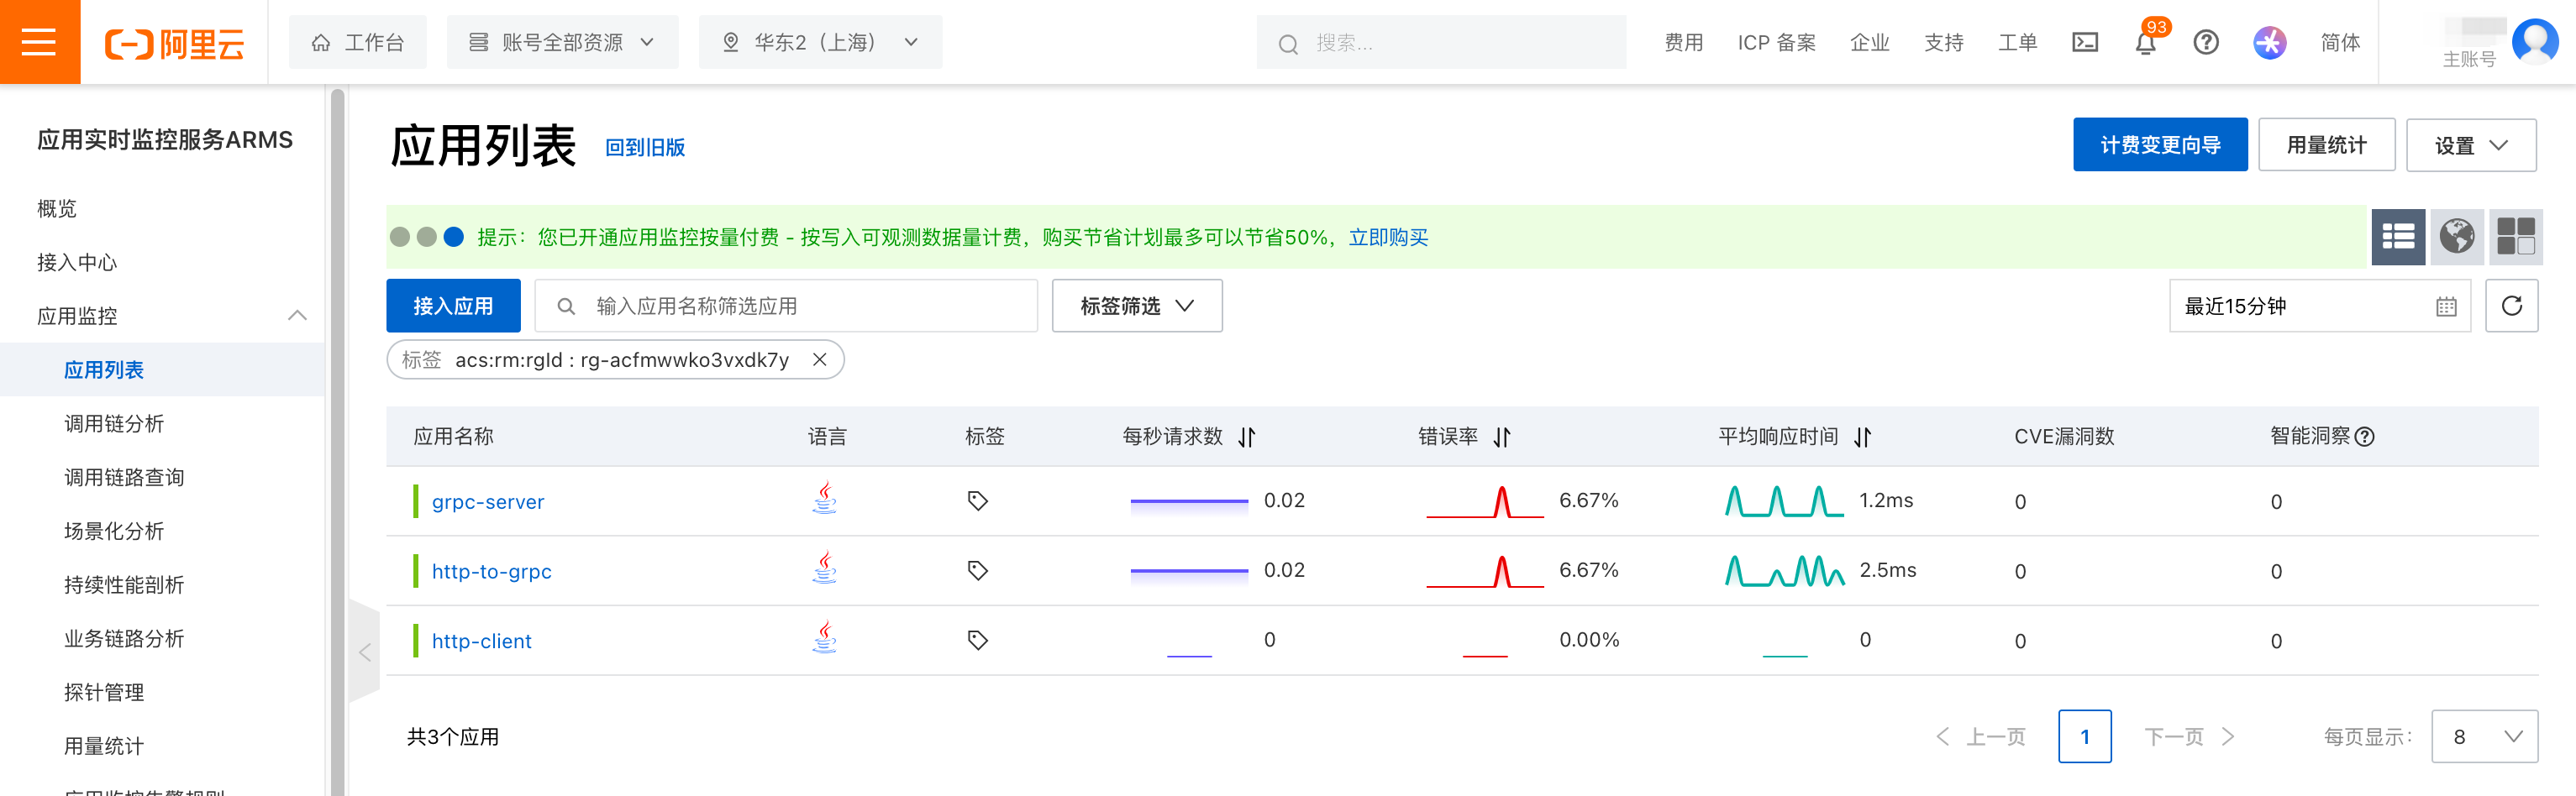 阿里云
工作台
账号全部资源
华东2（上海）
搜索...
费用
ICP 备案
企业
支持
工单
93
简体
主账号
应用实时监控服务ARMS
概览
接入中心
应用监控
应用列表
调用链分析
调用链路查询
场景化分析
持续性能剖析
业务链路分析
探针管理
用量统计
应用监控告警规则
应用列表 回到旧版
计费变更向导
用量统计
设置
提示：您已开通应用监控按量付费 - 按写入可观测数据量计费，购买节省计划最多可以节省50%，立即购买
接入应用
输入应用名称筛选应用
标签筛选
最近15分钟
标签 acs:rm:rgId : rg-acfmwwko3vxdk7y
应用名称 语言 标签 每秒请求数 错误率 平均响应时间 CVE漏洞数 智能洞察
grpc-server 0.02 6.67% 1.2ms 0 0
http-to-grpc 0.02 6.67% 2.5ms 0 0
http-client 0 0.00% 0 0 0
共3个应用
上一页 1 下一页 每页显示： 8